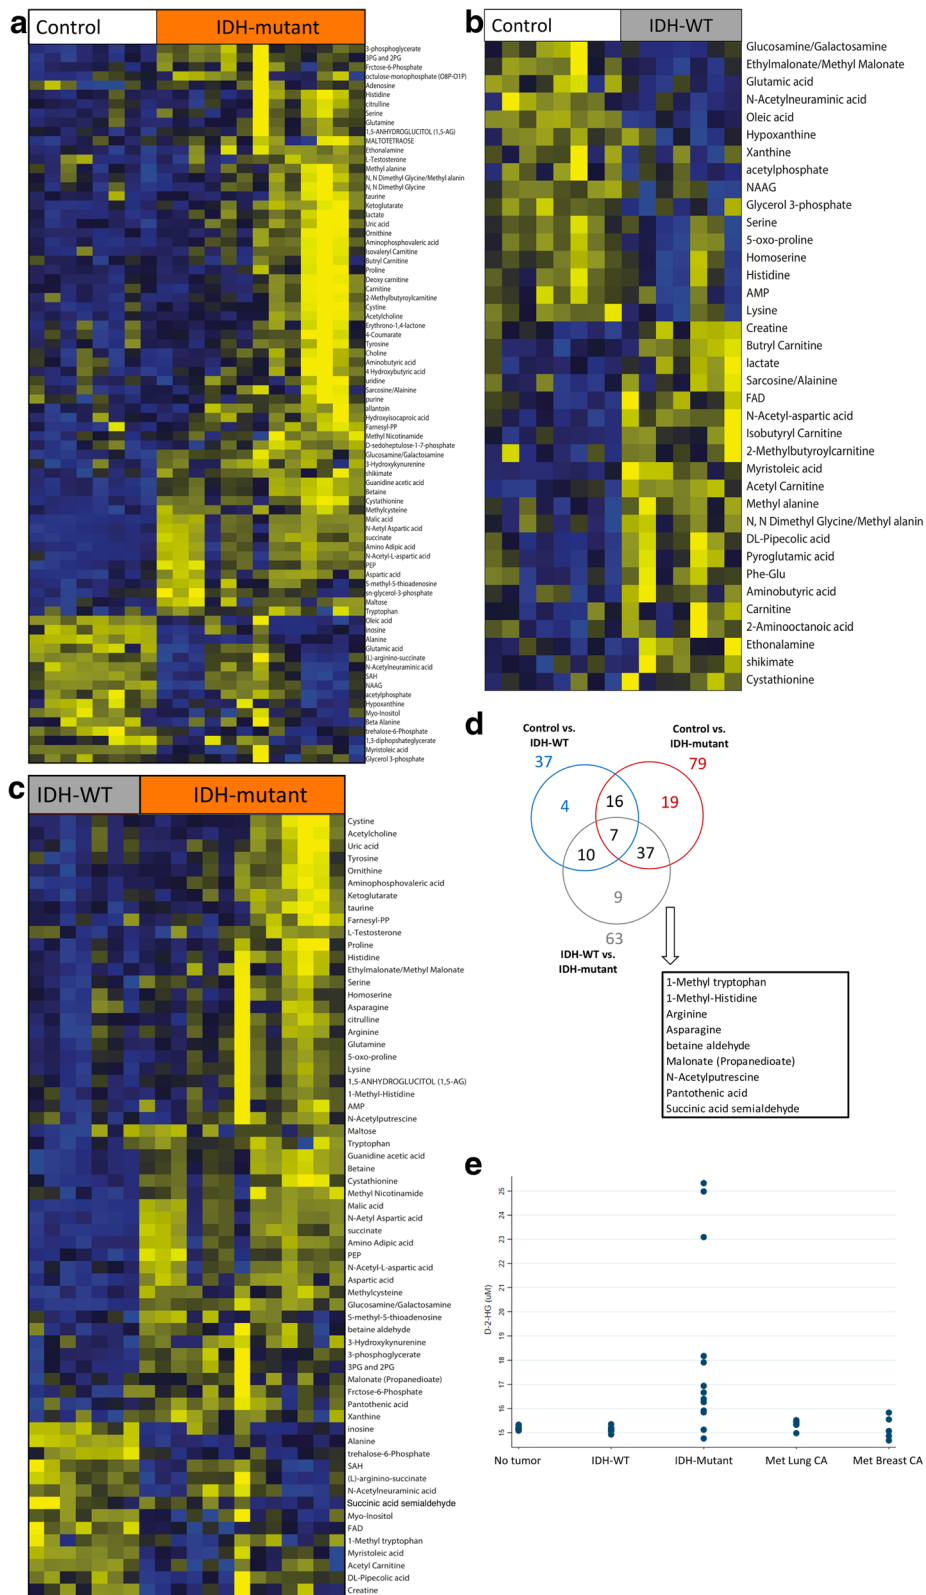 a
Control
IDH-mutant
3-phosphoglycerate
3PG and 2PG
Frctose-6-Phosphate
octulose-monophosphate (O8P-O1P)
Adenosine
Histidine
citrulline
Serine
Glutamine
1,5-ANHYDROGLUCITOL (1,5-AG)
MALTOTETRAOSE
Ethonalamine
L-Testosterone
Methyl alanine
N, N Dimethyl Glycine/Methyl alanin
N, N Dimethyl Glycine
taurine
Ketoglutarate
lactate
Uric acid
Ornithine
Aminophosphovaleric acid
Isovaleryl Carnitine
Butryl Carnitine
Proline
Deoxy carnitine
Carnitine
2-Methylbutyroylcarnitine
Cystine
Acetylcholine
Erythrono-1,4-lactone
4-Coumarate
Tyrosine
Choline
Aminobutyric acid
4 Hydroxybutyric acid
uridine
Sarcosine/Alainine
purine
allantoin
Hydroxyisocaproic acid
Farnesyl-PP
Methyl Nicotinamide
D-sedoheptulose-1-7-phosphate
Glucosamine/Galactosamine
3-Hydroxykynurenine
shikimate
Guanidine acetic acid
Betaine
Cystathionine
Methylcysteine
Malic acid
N-Aetyl Aspartic acid
succinate
Amino Adipic acid
N-Acetyl-L-aspartic acid
PEP
Aspartic acid
S-methyl-5-thioadenosine
sn-glycerol-3-phosphate
Maltose
Tryptophan
Oleic acid
inosine
Alanine
Glutamic acid
(L)-arginino-succinate
N-Acetylneuraminic acid
SAH
NAAG
acetylphosphate
Hypoxanthine
Myo-Inositol
Beta Alanine
trehalose-6-Phosphate
1,3-diphopshateglycerate
Myristoleic acid
Glycerol 3-phosphate
b
IDH-WT
Glucosamine/Galactosamine
Ethylmalonate/Methyl Malonate
Glutamic acid
N-Acetylneuraminic acid
Oleic acid
Hypoxanthine
Xanthine
acetylphosphate
NAAG
Glycerol 3-phosphate
Serine
5-oxo-proline
Homoserine
Histidine
AMP
Lysine
Creatine
Butryl Carnitine
lactate
Sarcosine/Alainine
FAD
N-Acetyl-aspartic acid
Isobutyryl Carnitine
2-Methylbutyroylcarnitine
Myristoleic acid
Acetyl Carnitine
Methyl alanine
N, N Dimethyl Glycine/Methyl alanin
DL-Pipecolic acid
Pyroglutamic acid
Phe-Glu
Aminobutyric acid
Carnitine
2-Aminooctanoic acid
Ethonalamine
shikimate
Cystathionine
c
IDH-WT
IDH-mutant
Cystine
Acetylcholine
Uric acid
Tyrosine
Ornithine
Aminophosphovaleric acid
Ketoglutarate
taurine
Farnesyl-PP
L-Testosterone
Proline
Histidine
Ethylmalonate/Methyl Malonate
Serine
Homoserine
Asparagine
citrulline
Arginine
Glutamine
5-oxo-proline
Lysine
1,5-ANHYDROGLUCITOL (1,5-AG)
1-Methyl-Histidine
AMP
N-Acetylputrescine
Maltose
Tryptophan
Guanidine acetic acid
Betaine
Cystathionine
Methyl Nicotinamide
Malic acid
N-Aetyl Aspartic acid
succinate
Amino Adipic acid
PEP
N-Acetyl-L-aspartic acid
Aspartic acid
Methylcysteine
Glucosamine/Galactosamine
S-methyl-5-thioadenosine
betaine aldehyde
3-Hydroxykynurenine
3-phosphoglycerate
3PG and 2PG
Malonate (Propanedioate)
Frctose-6-Phosphate
Pantothenic acid
Xanthine
inosine
Alanine
trehalose-6-Phosphate
SAH
(L)-arginino-succinate
N-Acetylneuraminic acid
Succinic acid semialdehyde
Myo-Inositol
FAD
1-Methyl tryptophan
Myristoleic acid
Acetyl Carnitine
DL-Pipecolic acid
Creatine
d
Control vs.
IDH-WT
Control vs.
IDH-mutant
37
79
4
16
19
7
10
37
9
63
IDH-WT vs.
IDH-mutant
1-Methyl tryptophan
1-Methyl-Histidine
Arginine
Asparagine
betaine aldehyde
Malonate (Propanedioate)
N-Acetylputrescine
Pantothenic acid
Succinic acid semialdehyde
e
D-2-HG (uM)
25
24
23
22
21
20
19
18
17
16
15
No tumor
IDH-WT
IDH-Mutant
Met Lung CA
Met Breast CA